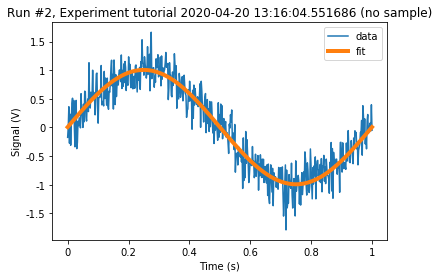 Run #2, Experiment tutorial 2020-04-20 13:16:04.551686 (no sample)
data
fit
1.5
1
0.5
0
-0.5
-1
-1.5
Signal (V)
0
0.2
0.4
0.6
0.8
1
Time (s)